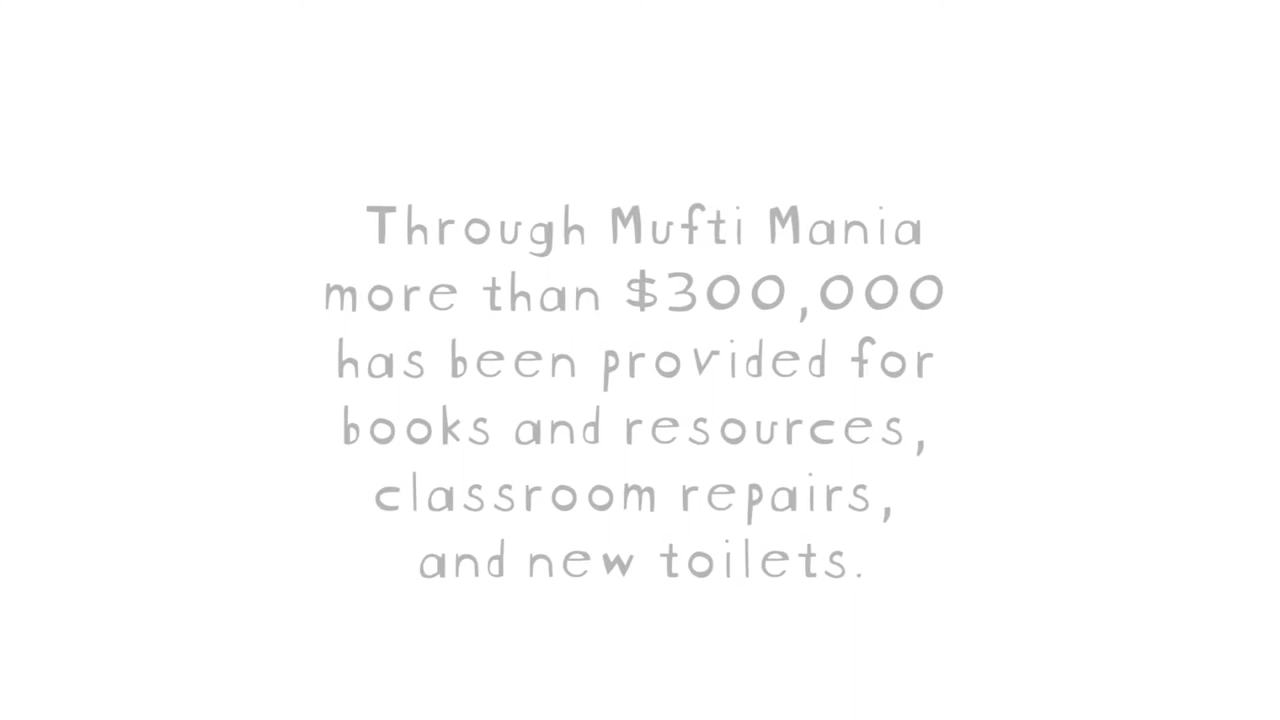 Through Mufti Mania
more than $300,000
has been provided for
books and resources,
classroom repairs,
and new toilets.